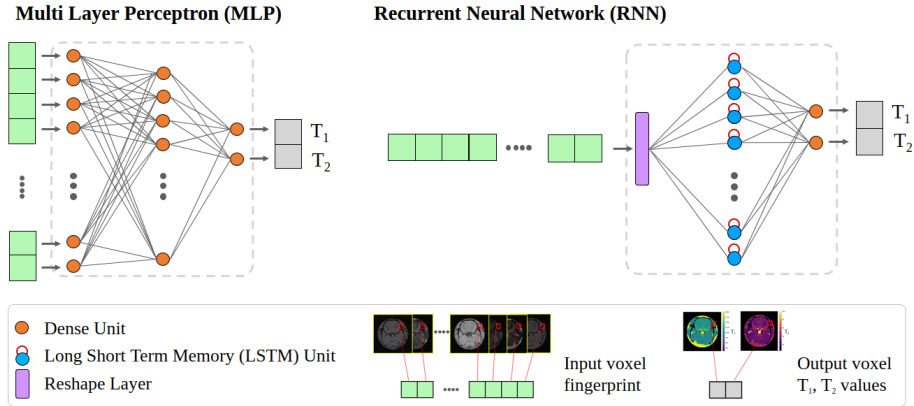 Multi Layer Perceptron (MLP)
Recurrent Neural Network (RNN)
T1
T2
T1
T2
Dense Unit
Long Short Term Memory (LSTM) Unit
Reshape Layer
Input voxel
fingerprint
Output voxel
T1, T2 values